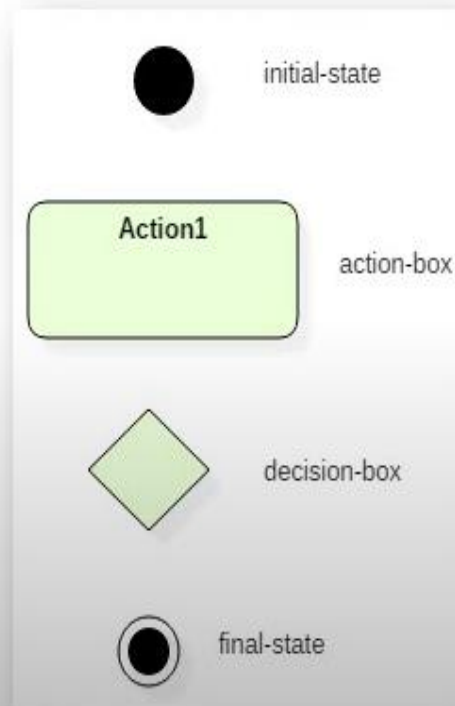 initial-state
Action1
action-box
decision-box
final-state